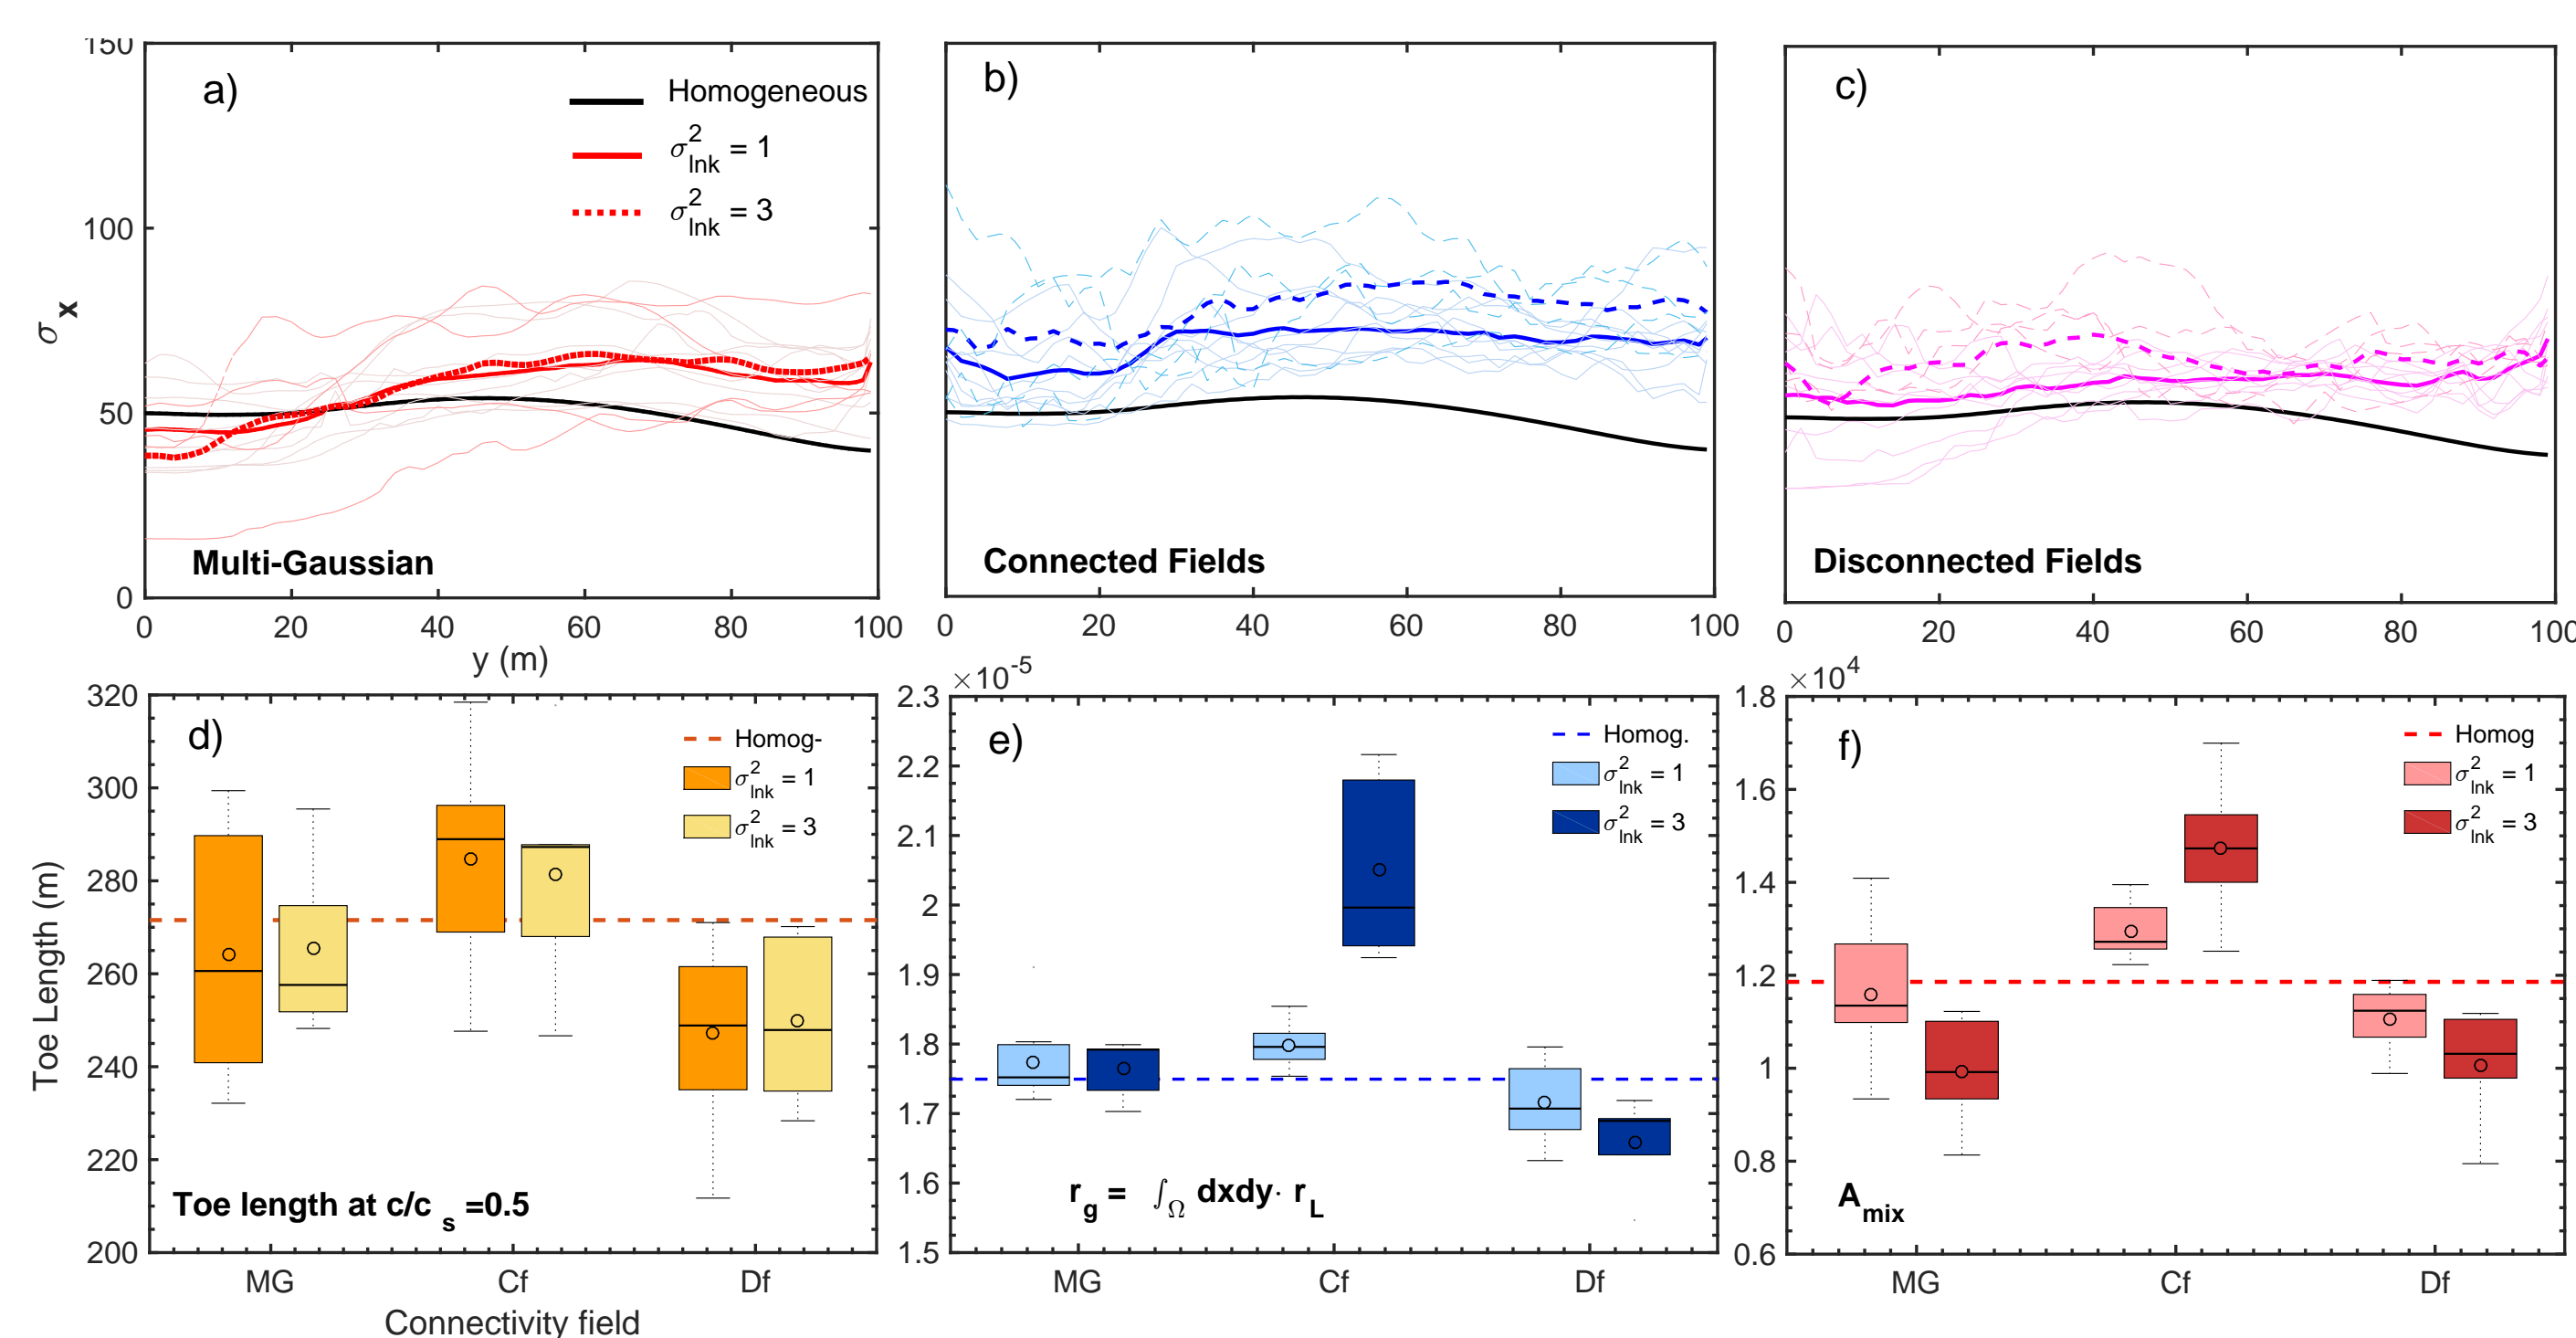 a)
Homogeneous
σ²lnk = 1
σ²lnk = 3
150
100
50
0
σx
Multi-Gaussian
0 20 40 60 80 100
y (m)
b)
Connected Fields
0 20 40 60 80 100
c)
Disconnected Fields
0 20 40 60 80 100
d)
Homog-
σ²lnk = 1
σ²lnk = 3
320
300
280
260
240
220
200
Toe Length (m)
Toe length at c/c s =0.5
MG Cf Df
Connectivity field
×10-5
e)
Homog.
σ²lnk = 1
σ²lnk = 3
2.3
2.2
2.1
2
1.9
1.8
1.7
1.6
1.5
rg = ∫Ω dxdy· rL
MG Cf Df
×104
f)
Homog
σ²lnk = 1
σ²lnk = 3
1.8
1.6
1.4
1.2
1
0.8
0.6
Amix
MG Cf Df